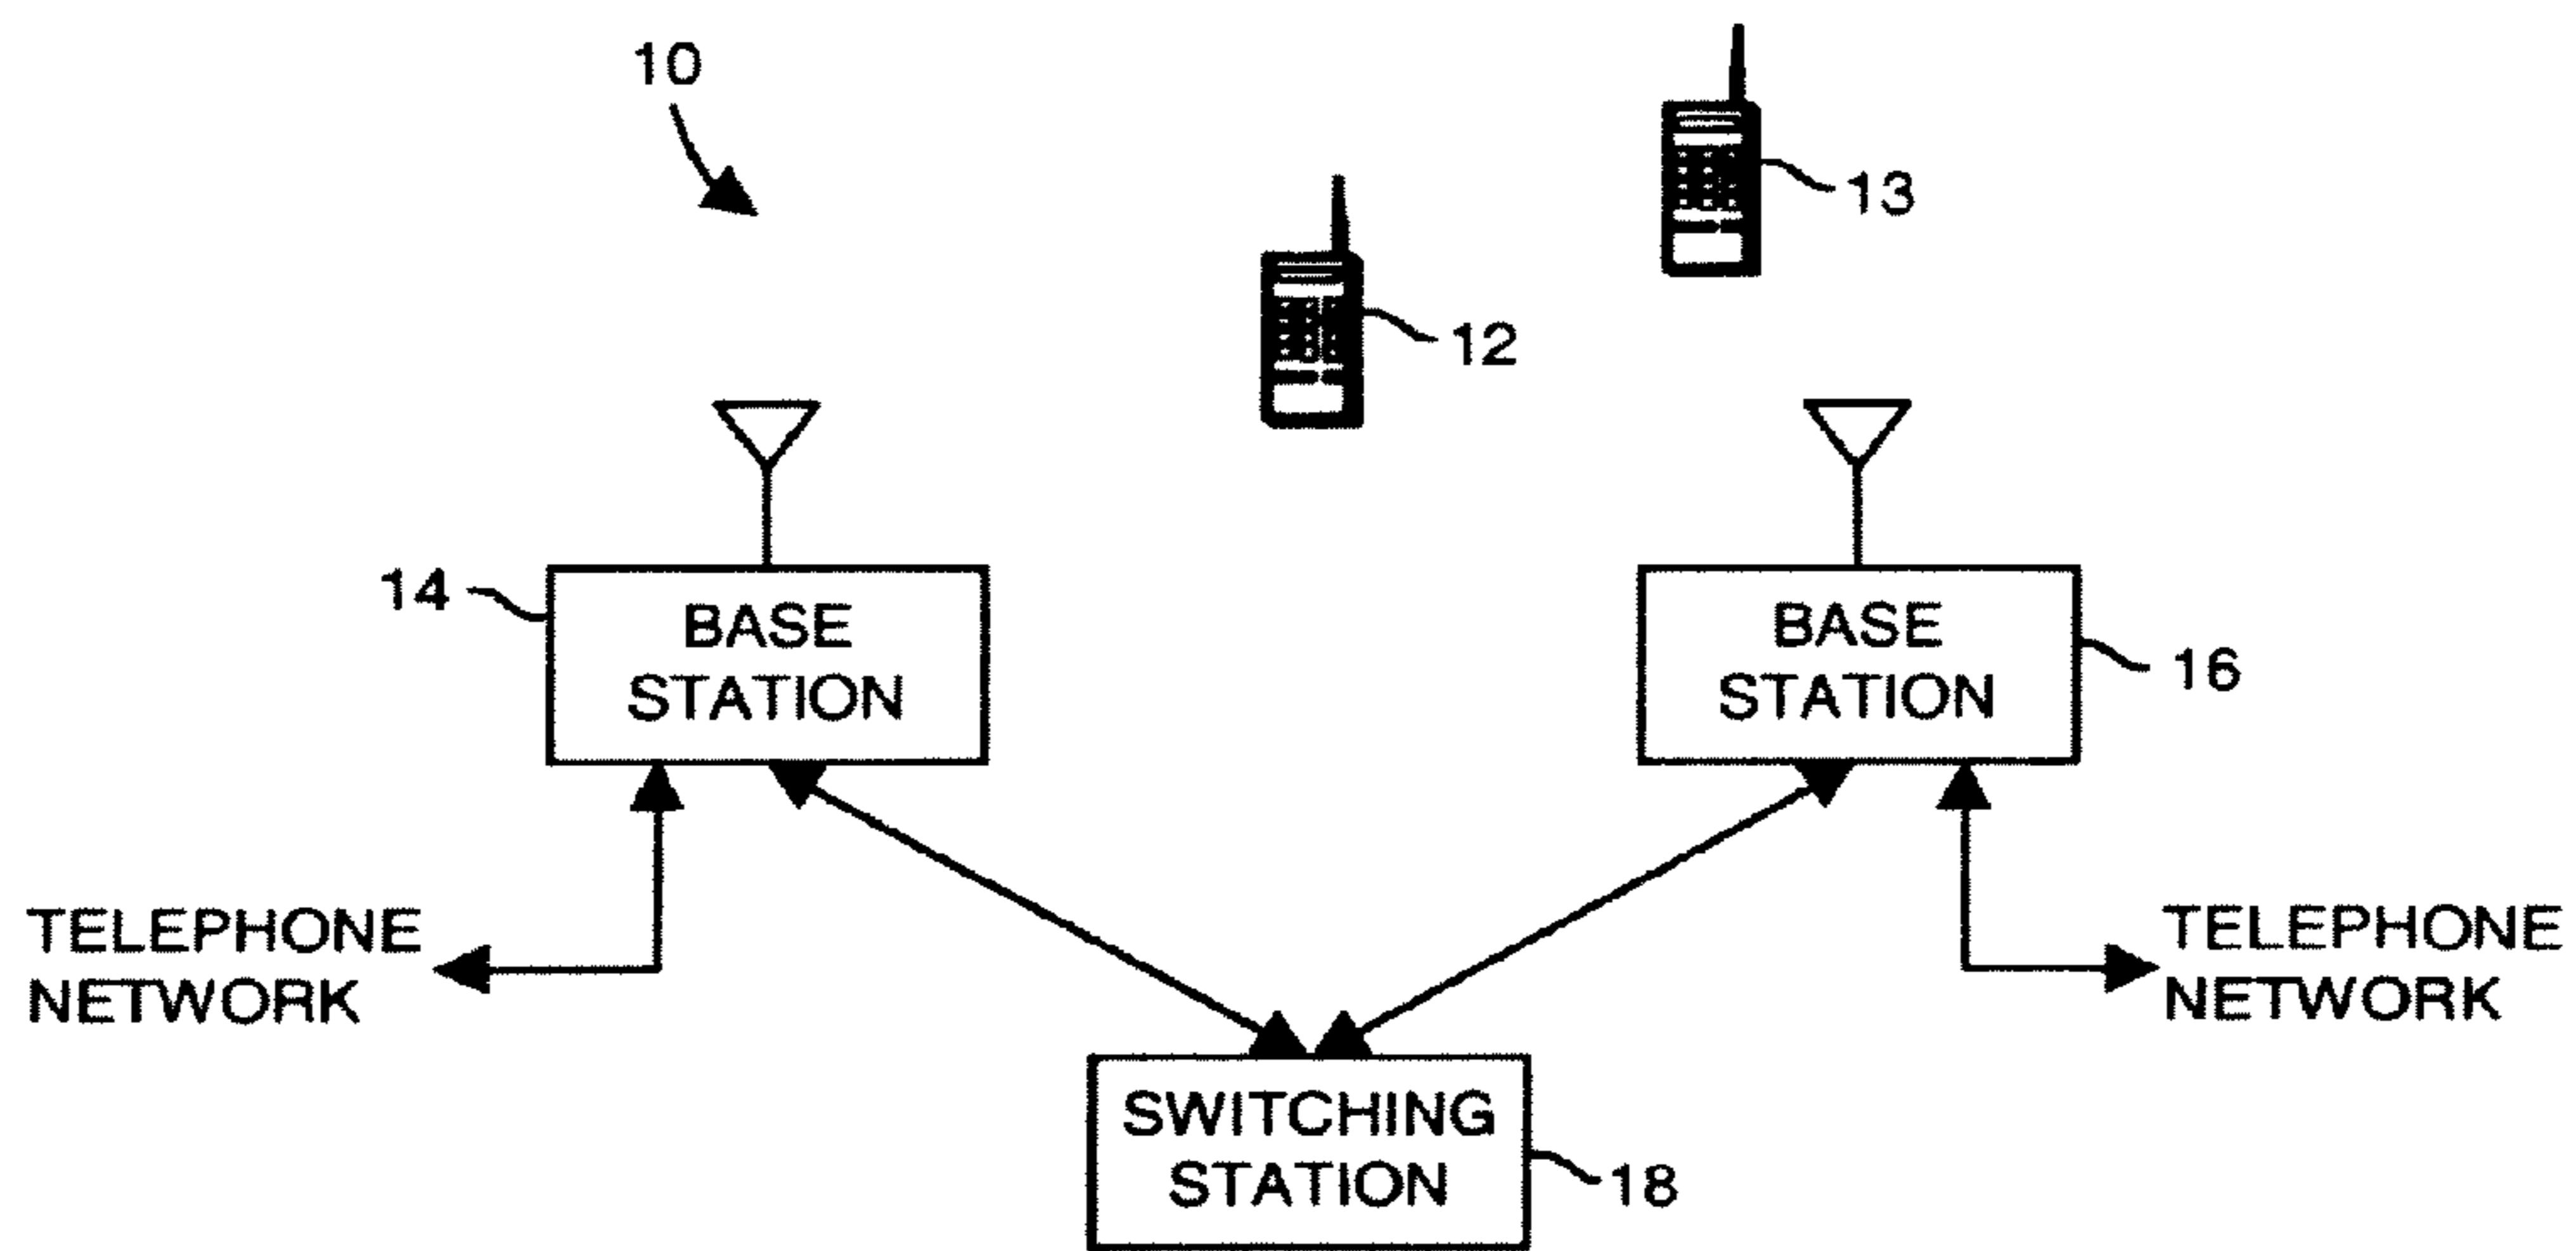 10
13
12
14
BASE
STATION
BASE
STATION
16
TELEPHONE
NETWORK
TELEPHONE
NETWORK
SWITCHING
STATION
18